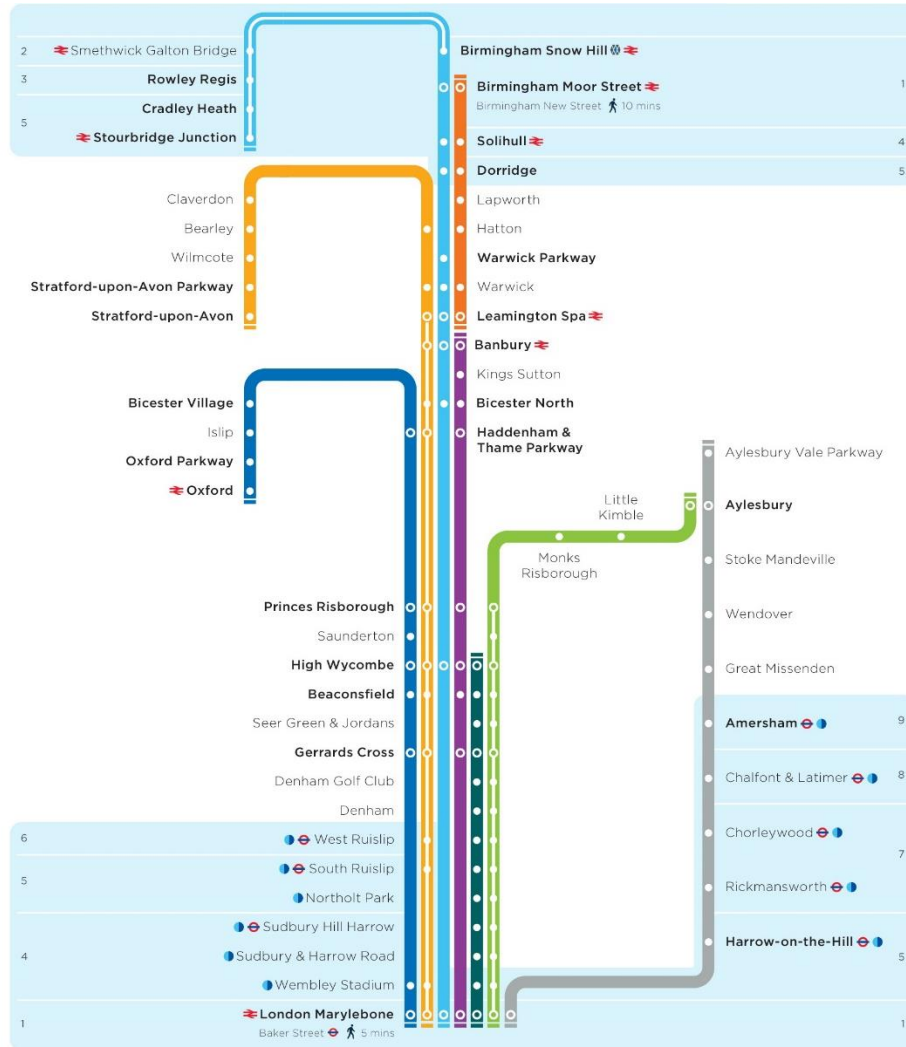 2
Smethwick Galton Bridge
Birmingham Snow Hill
3
Rowley Regis
Birmingham Moor Street
1
Birmingham New Street 10 mins
Cradley Heath
5
Stourbridge Junction
Solihull
4
Dorridge
5
Claverdon
Lapworth
Bearley
Hatton
Wilmcote
Warwick Parkway
Stratford-upon-Avon Parkway
Warwick
Stratford-upon-Avon
Leamington Spa
Banbury
Kings Sutton
Bicester Village
Bicester North
Islip
Haddenham &
Thame Parkway
Oxford Parkway
Aylesbury Vale Parkway
Oxford
Little
Kimble
Aylesbury
Monks
Risborough
Stoke Mandeville
Princes Risborough
Wendover
Saunderton
High Wycombe
Great Missenden
Beaconsfield
Seer Green & Jordans
Amersham
9
Gerrards Cross
Denham Golf Club
Chalfont & Latimer
8
Denham
6
West Ruislip
Chorleywood
7
South Ruislip
5
Northolt Park
Rickmansworth
Sudbury Hill Harrow
Harrow-on-the-Hill
4
Sudbury & Harrow Road
5
Wembley Stadium
London Marylebone
1
Baker Street 5 mins
1